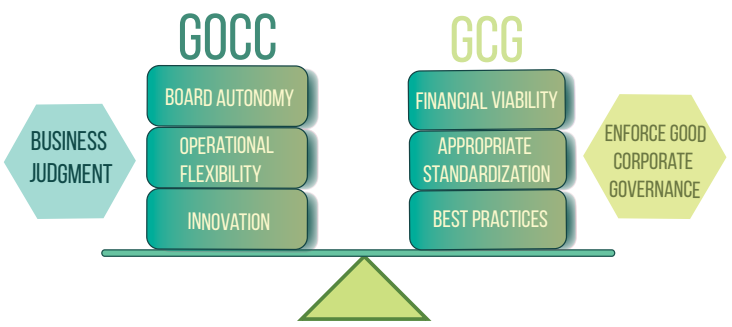 GOCC
GCG
BOARD AUTONOMY
OPERATIONAL
FLEXIBILITY
INNOVATION
BUSINESS
JUDGMENT
FINANCIAL VIABILITY
APPROPRIATE
STANDARDIZATION
BEST PRACTICES
ENFORCE GOOD
CORPORATE
GOVERNANCE